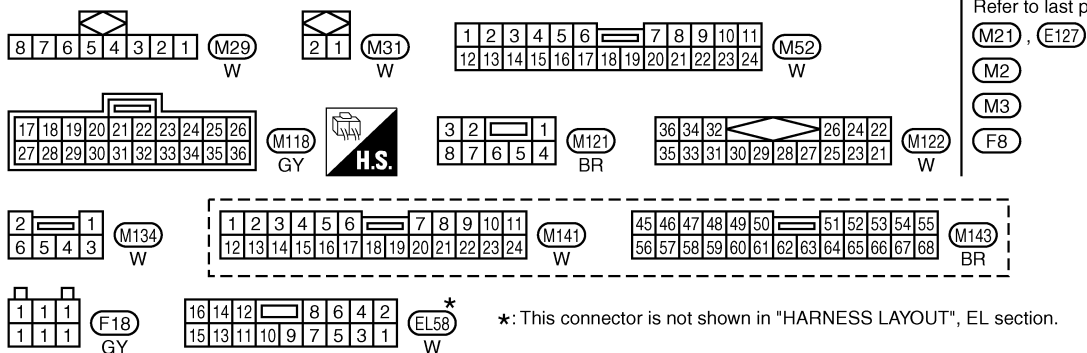 Refer to last p
8 7 6 5 4 3 2 1 M29 W
2 1 M31 W
1 2 3 4 5 6 7 8 9 10 11
12 13 14 15 16 17 18 19 20 21 22 23 24
M52 W
M21 , E127
M2
M3
F8
17 18 19 20 21 22 23 24 25 26
27 28 29 30 31 32 33 34 35 36
M118 GY
H.S.
3 2 1
8 7 6 5 4
M121 BR
36 34 32 26 24 22
35 33 31 30 29 28 27 25 23 21
M122 W
2 1
6 5 4 3
M134 W
1 2 3 4 5 6 7 8 9 10 11
12 13 14 15 16 17 18 19 20 21 22 23 24
M141 W
45 46 47 48 49 50 51 52 53 54 55
56 57 58 59 60 61 62 63 64 65 66 67 68
M143 BR
1 1 1
1 1 1
F18 GY
16 14 12 8 6 4 2
15 13 11 10 9 7 5 3 1
EL58 * W
*: This connector is not shown in "HARNESS LAYOUT", EL section.